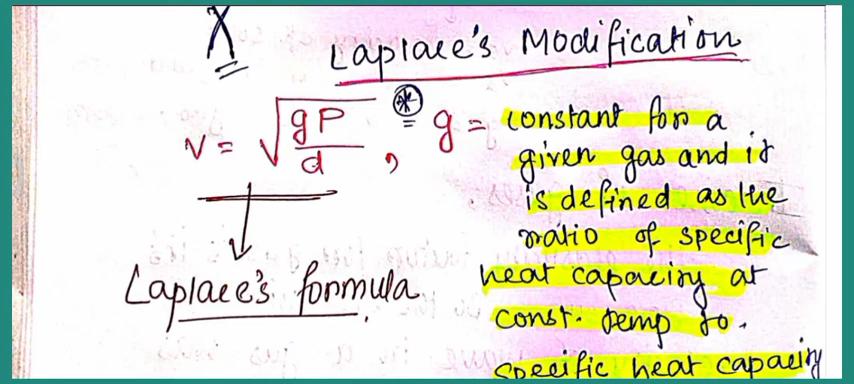 Laplace's Modification
v = √(gP/d) , g = constant for a
given gas and it
is defined as the
ratio of specific
heat capacity at
const. temp to.
specific heat capacity
Laplace's formula.